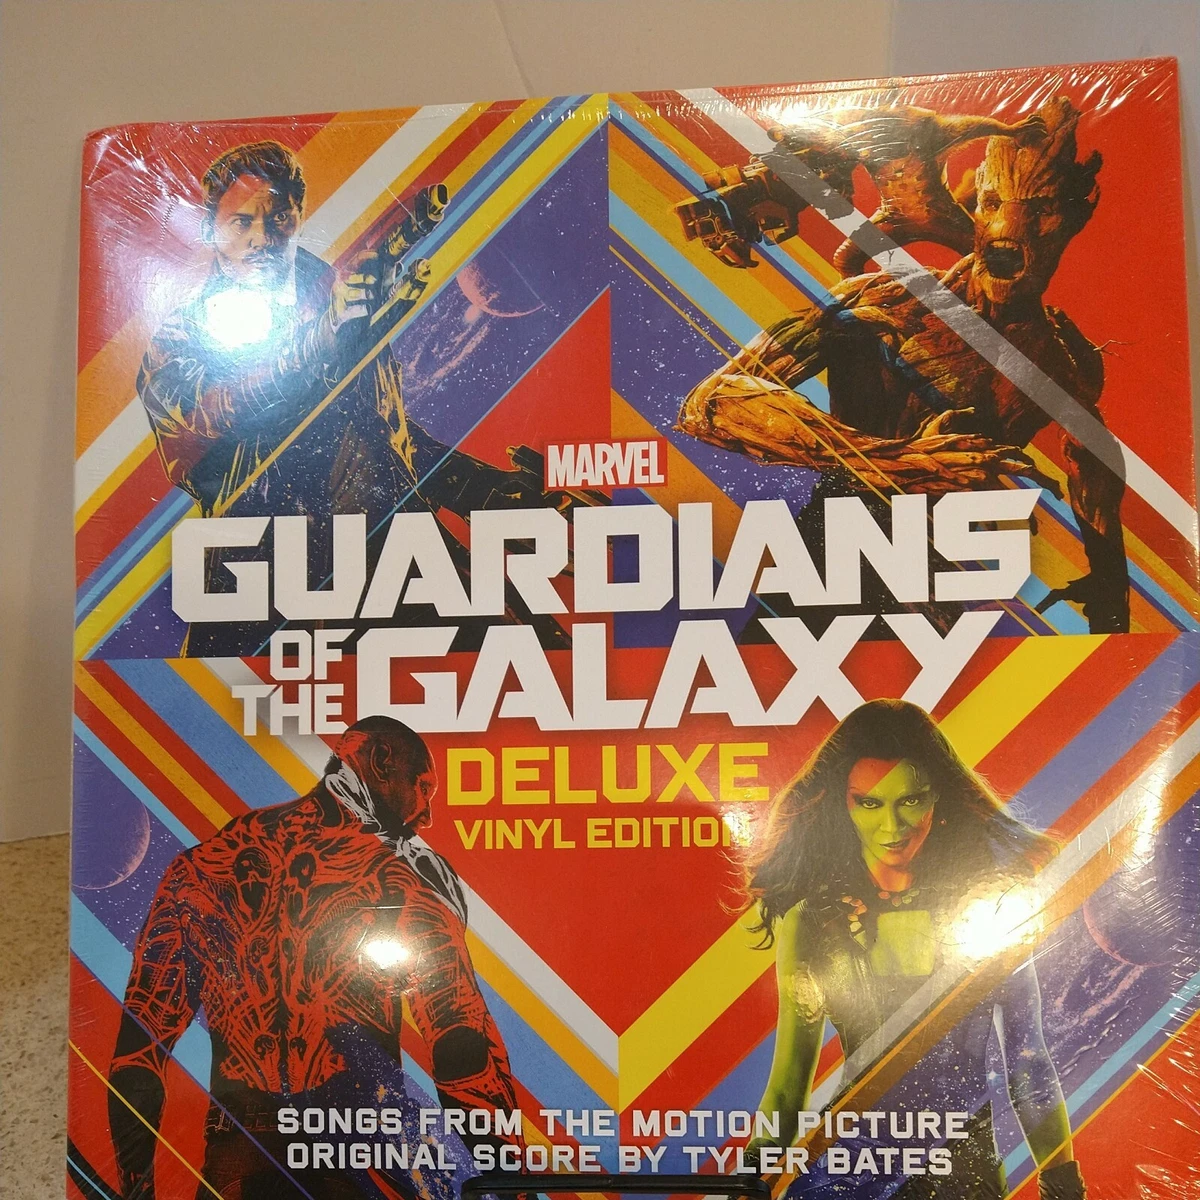 MARVEL
GUARDIANS
OF THE GALAXY
DELUXE
VINYL EDITION
SONGS FROM THE MOTION PICTURE
ORIGINAL SCORE BY TYLER BATES